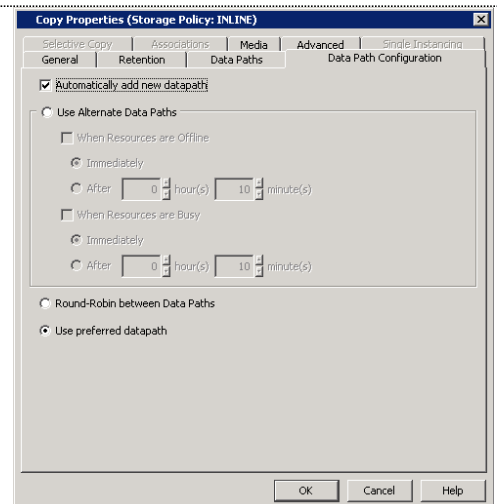 Copy Properties (Storage Policy: INLINE)
Selective Copy Associations Media Advanced Single Instancing
General Retention Data Paths Data Path Configuration
Automatically add new datapath
Use Alternate Data Paths
When Resources are Offline
Immediately
After 0 hour(s) 10 minute(s)
When Resources are Busy
Immediately
After 0 hour(s) 10 minute(s)
Round-Robin between Data Paths
Use preferred datapath
OK Cancel Help